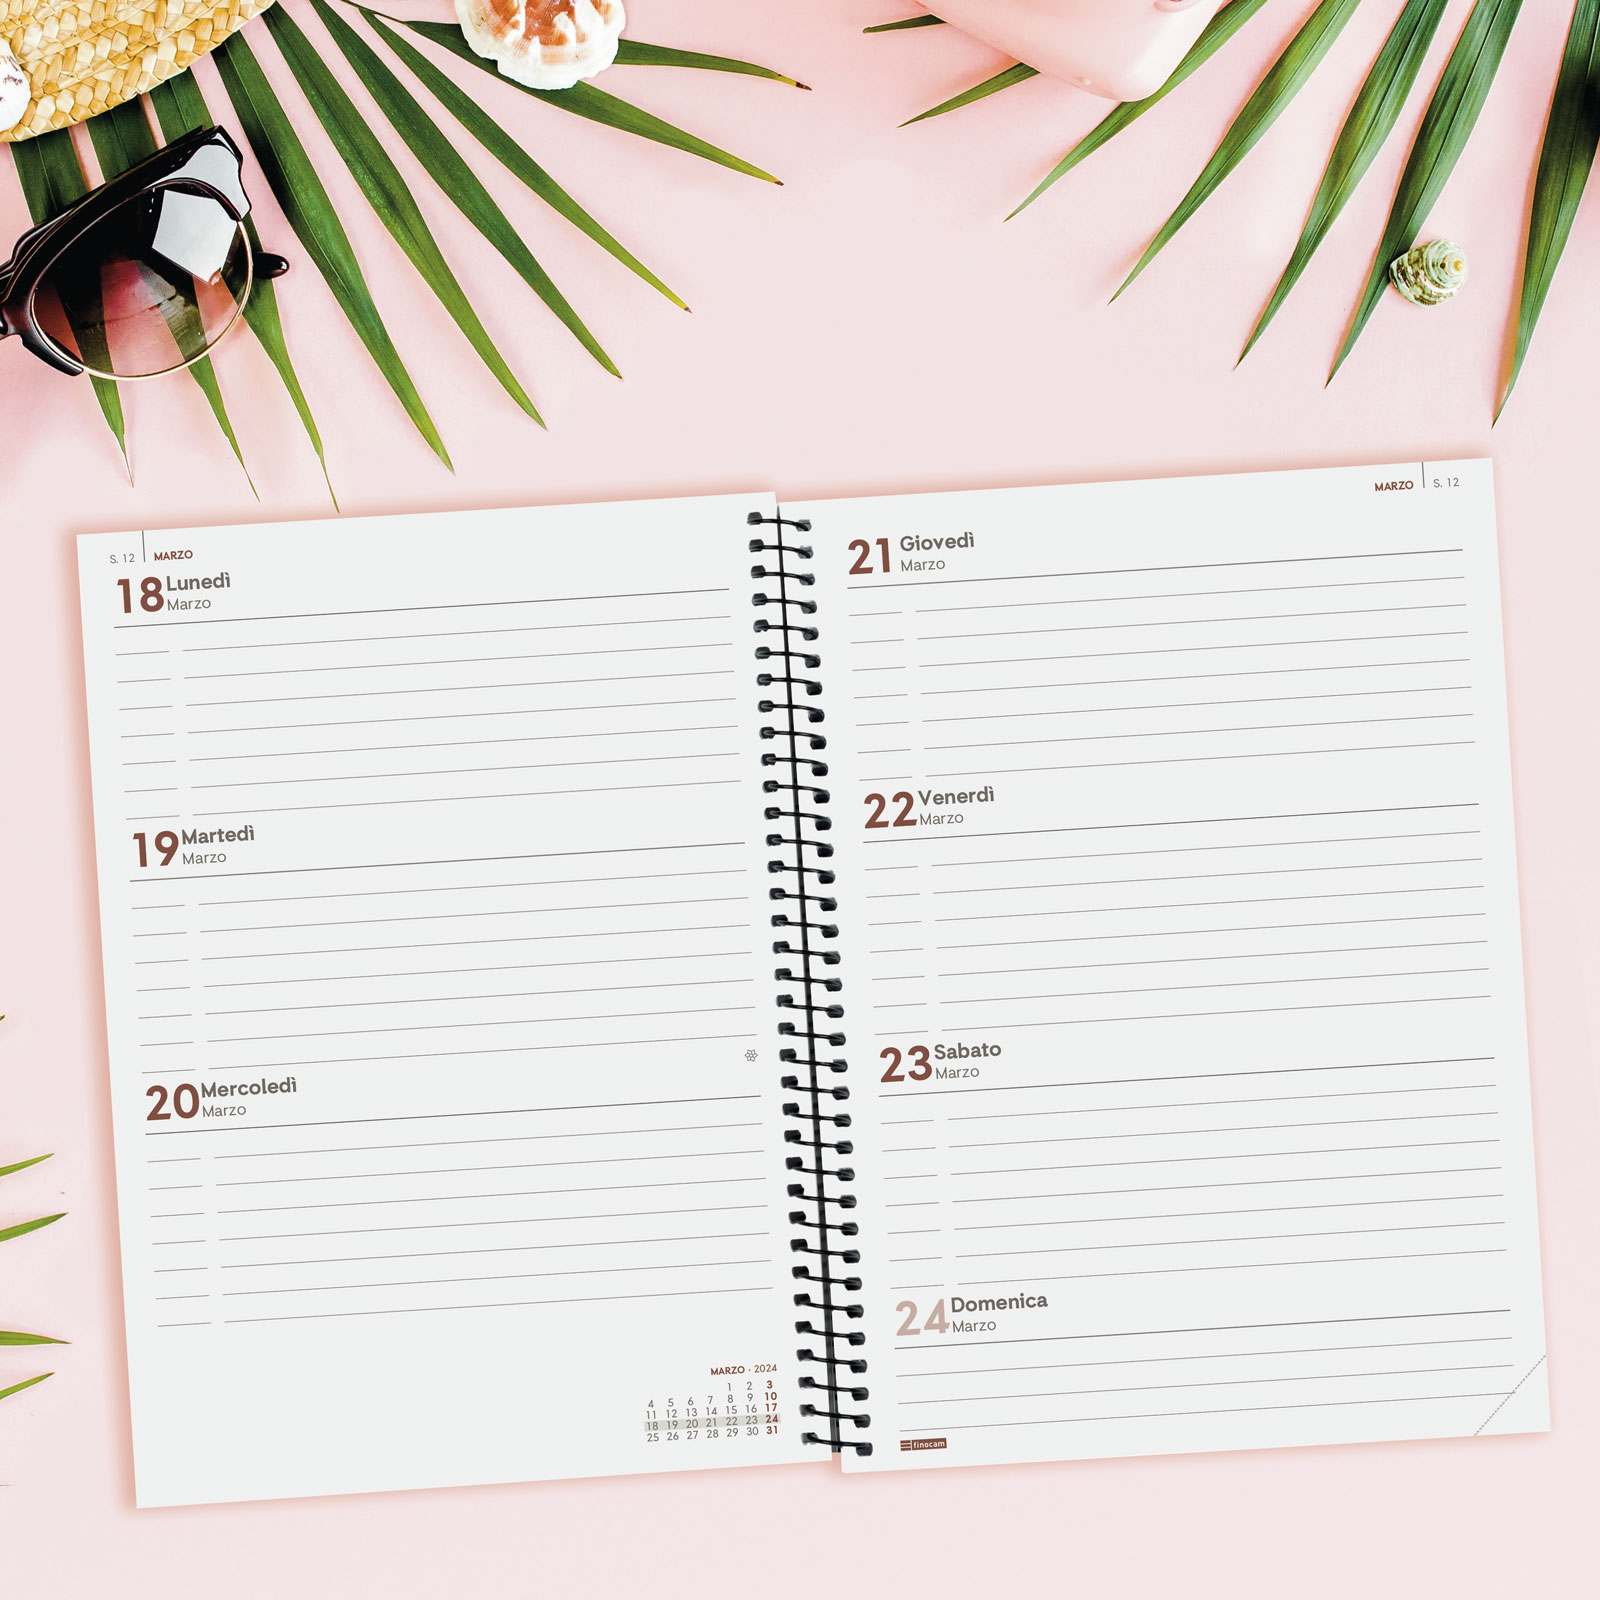 S. 12 MARZO
18 Lunedì
Marzo
19 Martedì
Marzo
20 Mercoledì
Marzo
MARZO · 2024
1 2 3
4 5 6 7 8 9 10
11 12 13 14 15 16 17
18 19 20 21 22 23 24
25 26 27 28 29 30 31
MARZO S. 12
21 Giovedì
Marzo
22 Venerdì
Marzo
23 Sabato
Marzo
24 Domenica
Marzo
finocam